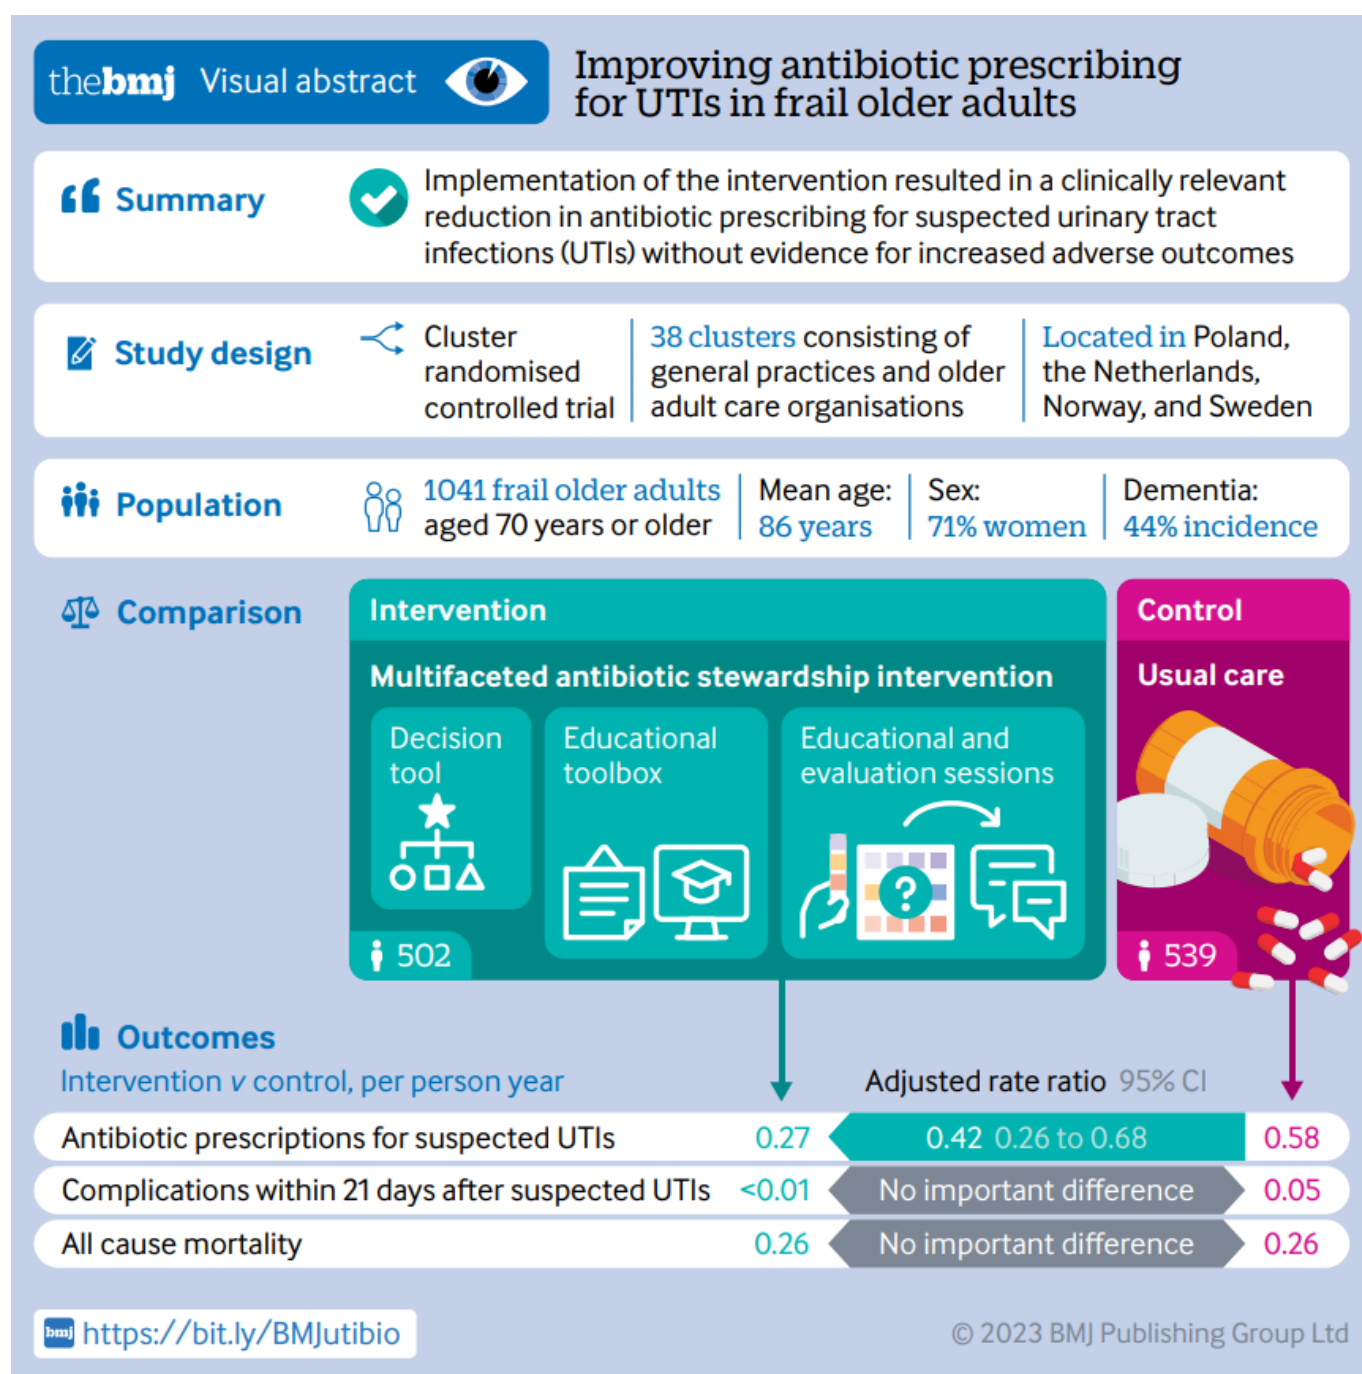 thebmj Visual abstract
Improving antibiotic prescribing
for UTIs in frail older adults
Summary
Implementation of the intervention resulted in a clinically relevant
reduction in antibiotic prescribing for suspected urinary tract
infections (UTIs) without evidence for increased adverse outcomes
Study design
Cluster
randomised
controlled trial
38 clusters consisting of
general practices and older
adult care organisations
Located in Poland,
the Netherlands,
Norway, and Sweden
Population
1041 frail older adults
aged 70 years or older
Mean age:
86 years
Sex:
71% women
Dementia:
44% incidence
Comparison
Intervention
Multifaceted antibiotic stewardship intervention
Decision
tool
Educational
toolbox
Educational and
evaluation sessions
?
502
Control
Usual care
539
Outcomes
Intervention v control, per person year
Adjusted rate ratio 95% CI
Antibiotic prescriptions for suspected UTIs 0.27 0.42 0.26 to 0.68 0.58
Complications within 21 days after suspected UTIs <0.01 No important difference 0.05
All cause mortality 0.26 No important difference 0.26
bmj https://bit.ly/BMJutibio
© 2023 BMJ Publishing Group Ltd